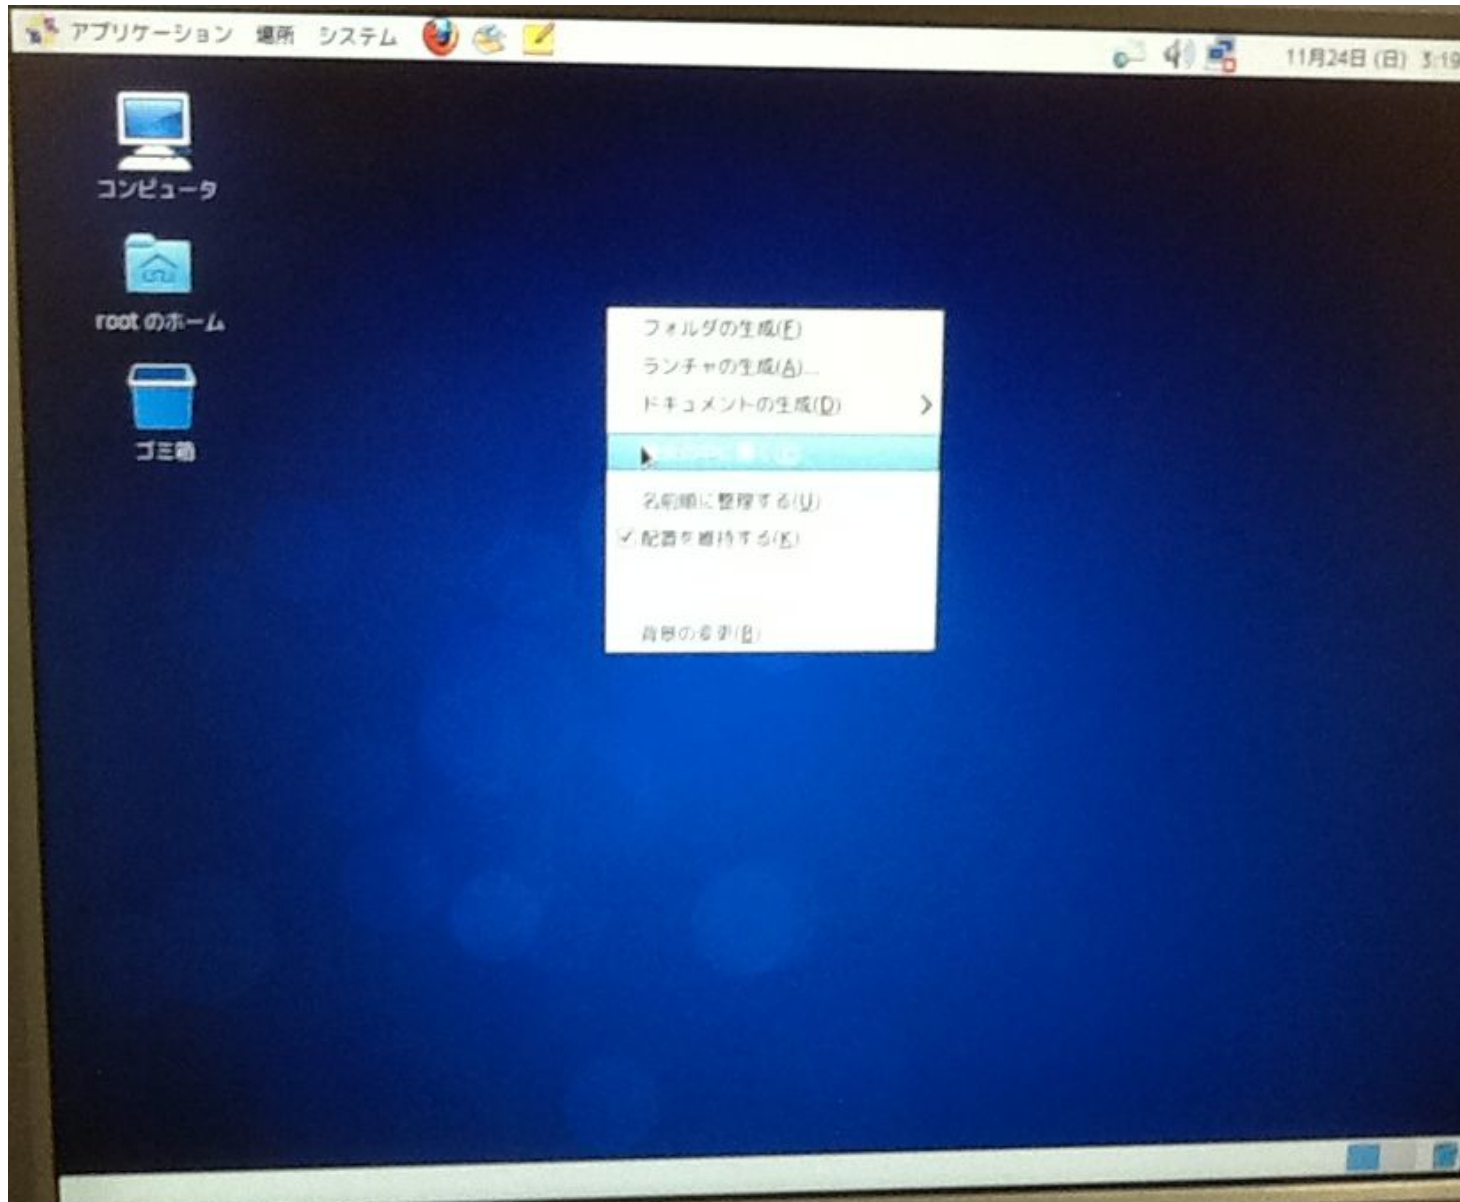 アプリケーション 場所 システム
11月24日 (日) 3:19
コンピュータ
root のホーム
ゴミ箱
フォルダの生成(F)
ランチャの生成(A)...
ドキュメントの生成(D)
名前順に整理する(U)
配置を維持する(K)
背景の変更(B)